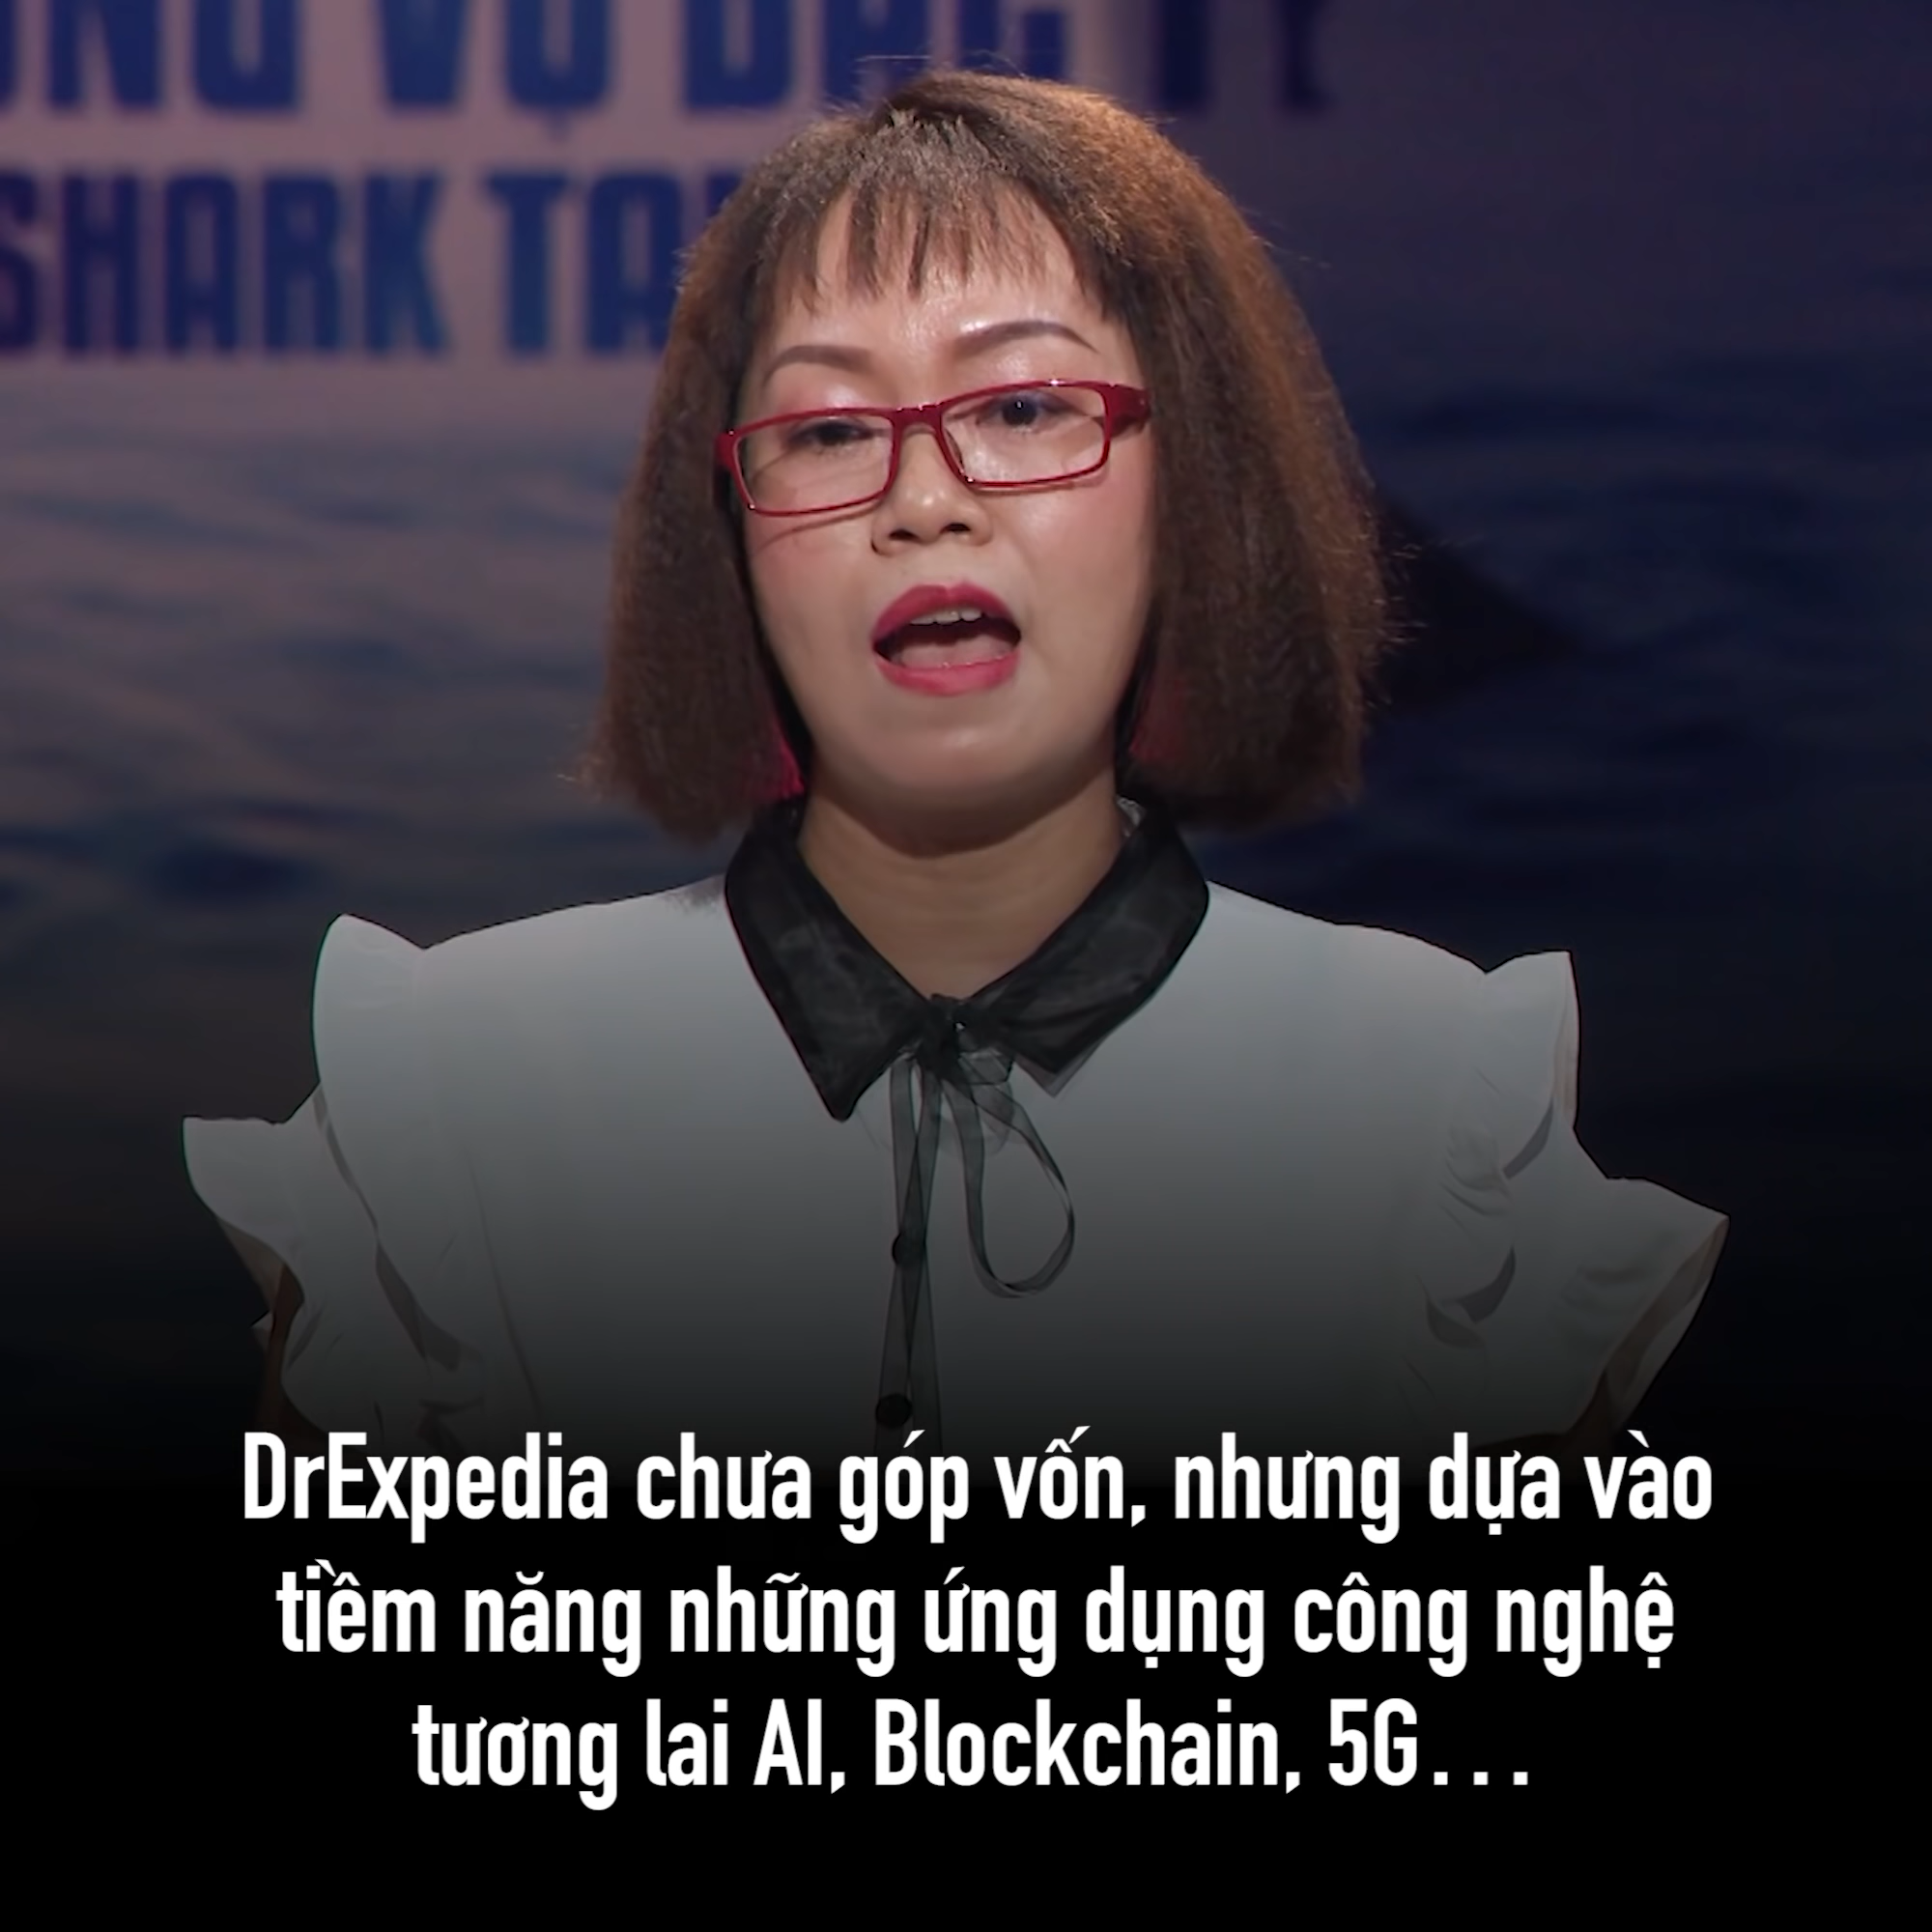 SHARK
DrExpedia chưa góp vốn, nhưng dựa vào
tiềm năng những ứng dụng công nghệ
tương lai AI, Blockchain, 5G...